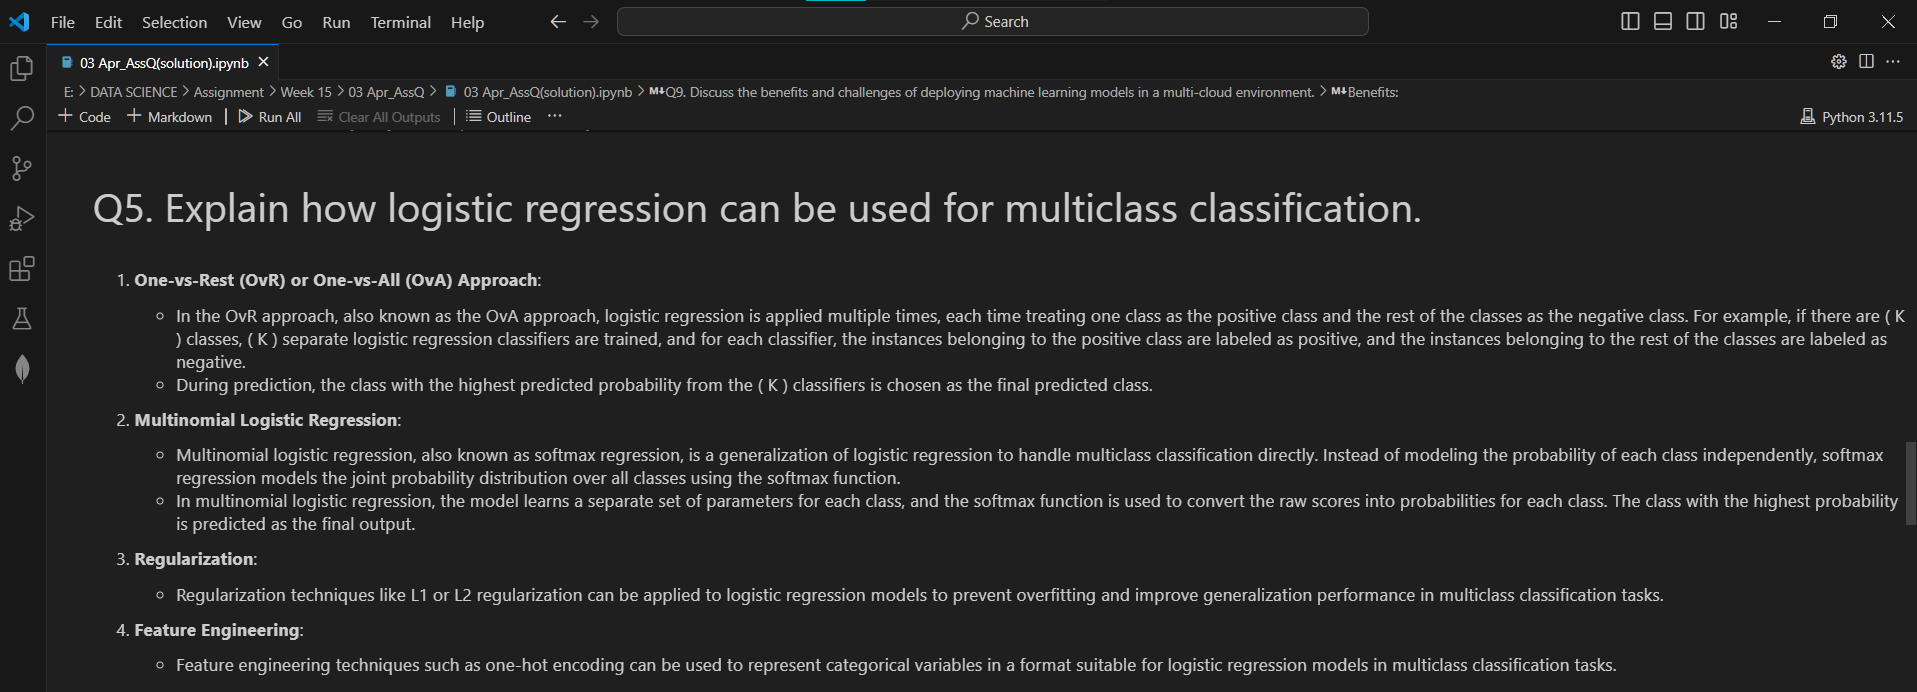 File Edit Selection View Go Run Terminal Help Search
03 Apr_AssQ(solution).ipynb
E: > DATA SCIENCE > Assignment > Week 15 > 03 Apr_AssQ > 03 Apr_AssQ(solution).ipynb > M↓Q9. Discuss the benefits and challenges of deploying machine learning models in a multi-cloud environment. > M↓Benefits:
+ Code + Markdown | Run All Clear All Outputs | Outline ··· Python 3.11.5
Q5. Explain how logistic regression can be used for multiclass classification.
1. One-vs-Rest (OvR) or One-vs-All (OvA) Approach:
In the OvR approach, also known as the OvA approach, logistic regression is applied multiple times, each time treating one class as the positive class and the rest of the classes as the negative class. For example, if there are ( K
) classes, ( K ) separate logistic regression classifiers are trained, and for each classifier, the instances belonging to the positive class are labeled as positive, and the instances belonging to the rest of the classes are labeled as
negative.
During prediction, the class with the highest predicted probability from the ( K ) classifiers is chosen as the final predicted class.
2. Multinomial Logistic Regression:
Multinomial logistic regression, also known as softmax regression, is a generalization of logistic regression to handle multiclass classification directly. Instead of modeling the probability of each class independently, softmax
regression models the joint probability distribution over all classes using the softmax function.
In multinomial logistic regression, the model learns a separate set of parameters for each class, and the softmax function is used to convert the raw scores into probabilities for each class. The class with the highest probability
is predicted as the final output.
3. Regularization:
Regularization techniques like L1 or L2 regularization can be applied to logistic regression models to prevent overfitting and improve generalization performance in multiclass classification tasks.
4. Feature Engineering:
Feature engineering techniques such as one-hot encoding can be used to represent categorical variables in a format suitable for logistic regression models in multiclass classification tasks.